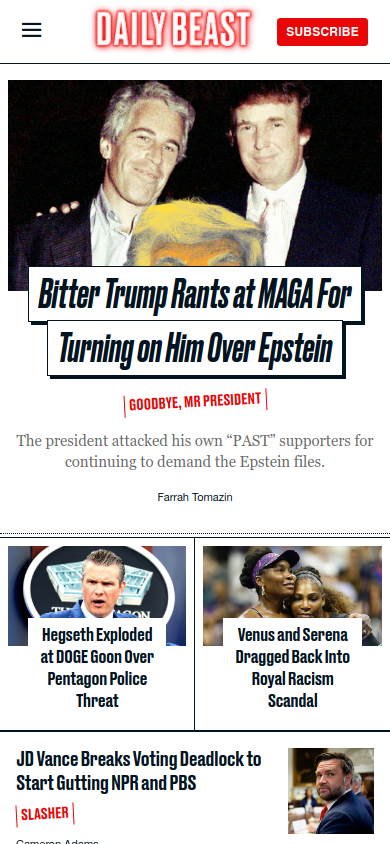 DAILY BEAST
SUBSCRIBE
Bitter Trump Rants at MAGA For
Turning on Him Over Epstein
GOODBYE, MR PRESIDENT
The president attacked his own “PAST” supporters for
continuing to demand the Epstein files.
Farrah Tomazin
Hegseth Exploded
at DOGE Goon Over
Pentagon Police
Threat
Venus and Serena
Dragged Back Into
Royal Racism
Scandal
JD Vance Breaks Voting Deadlock to
Start Gutting NPR and PBS
SLASHER
Cameron Adams